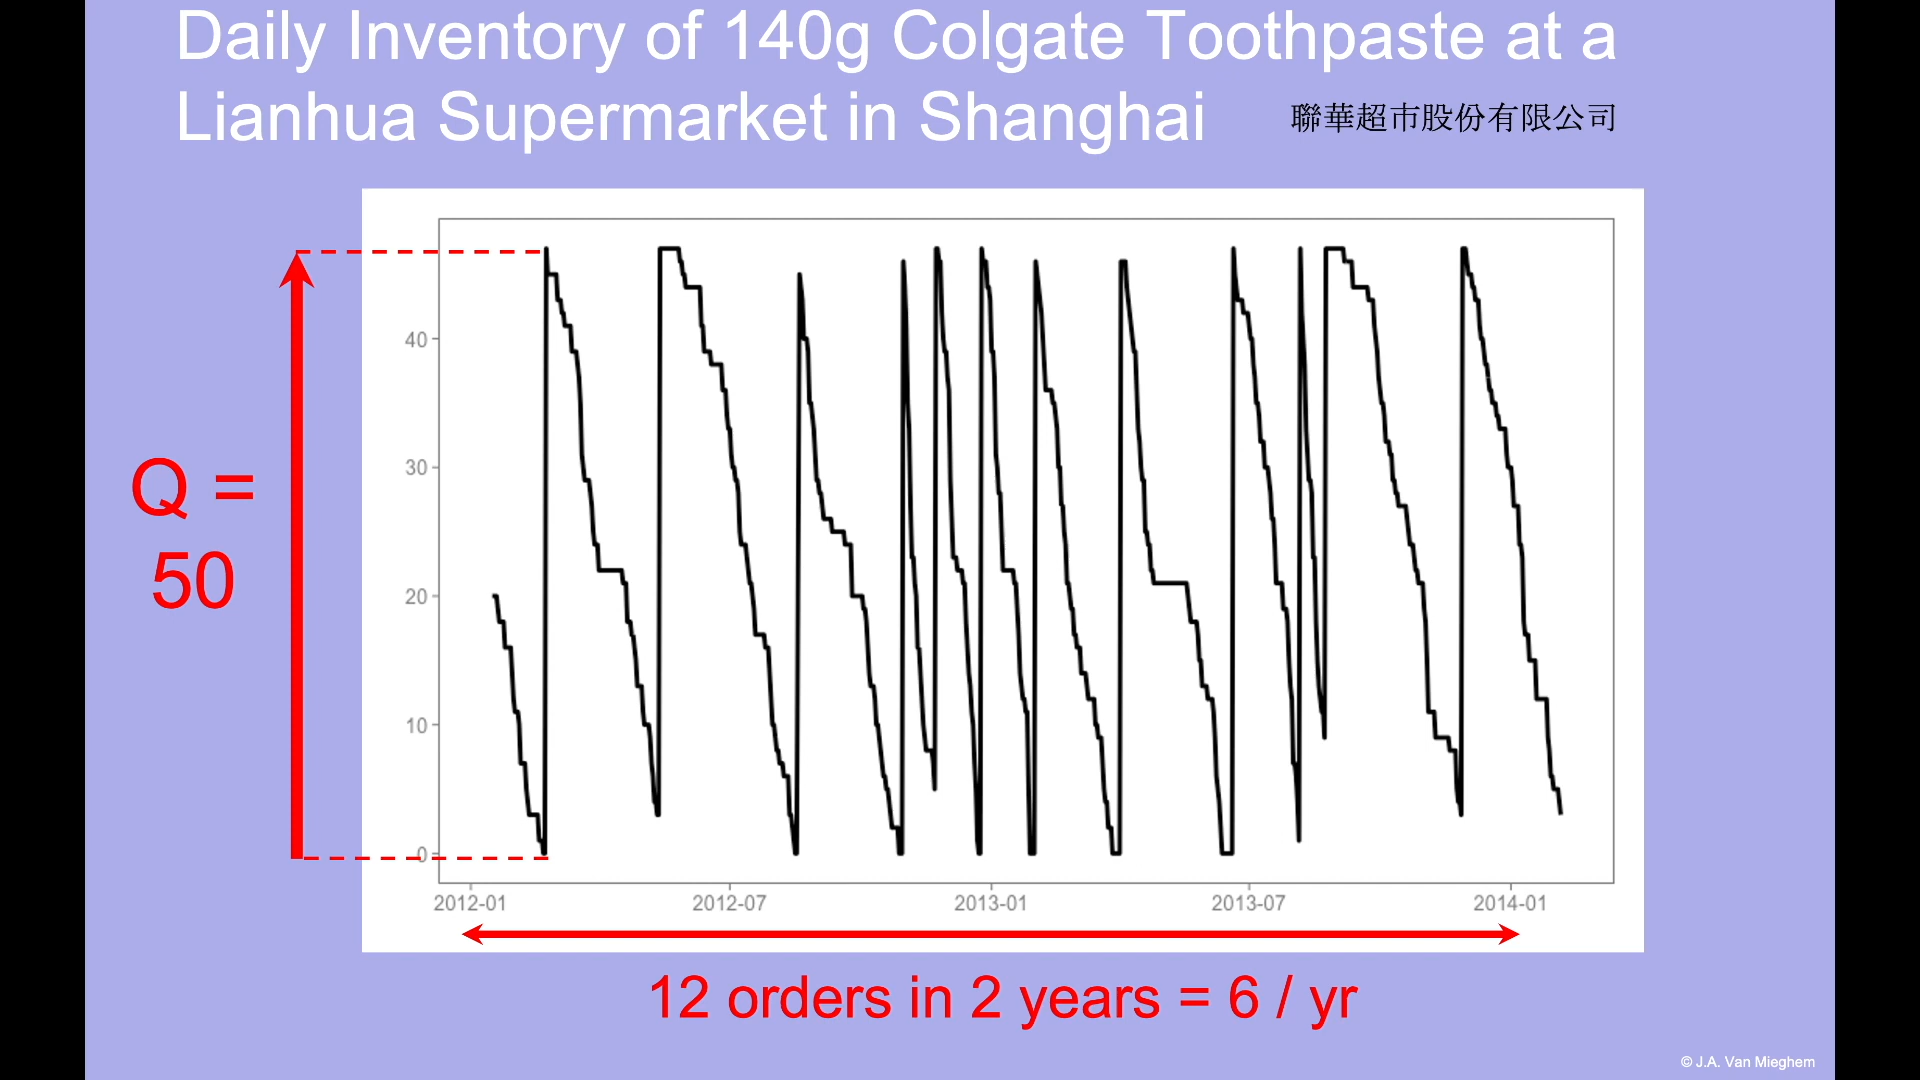 Daily Inventory of 140g Colgate Toothpaste at a
Lianhua Supermarket in Shanghai
聯華超市股份有限公司
Q =
50
40
30
20
10
0
2012-01
2012-07
2013-01
2013-07
2014-01
12 orders in 2 years = 6 / yr
© J.A. Van Mieghem